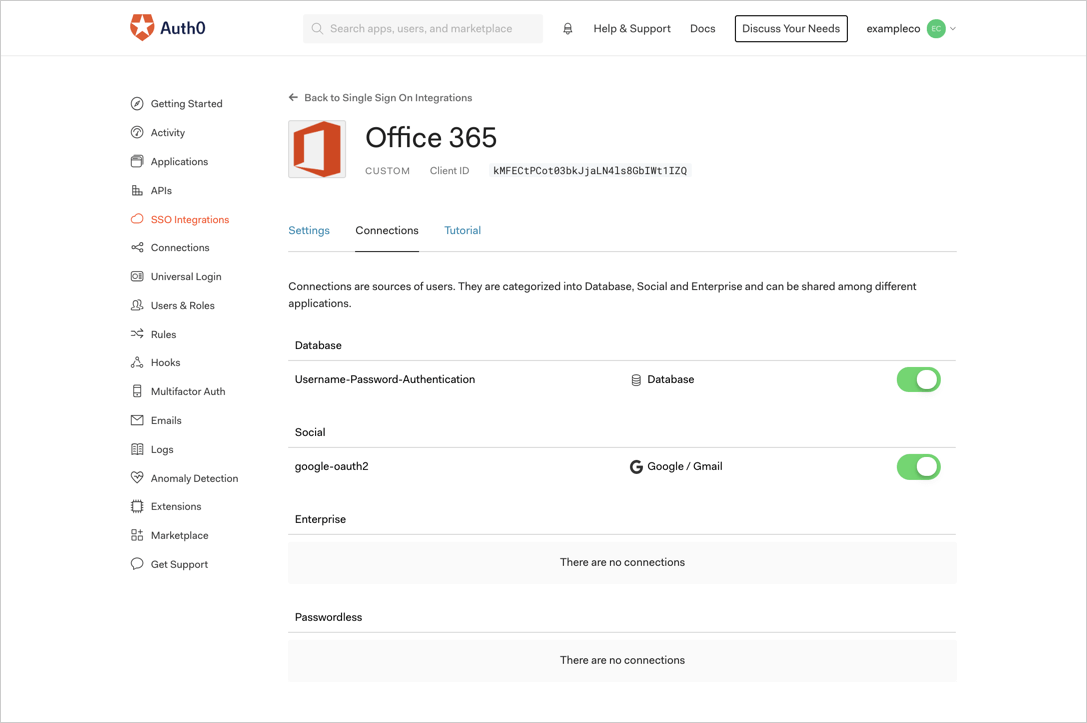 Auth0
Search apps, users, and marketplace
Help & Support
Docs
Discuss Your Needs
exampleco
EC
Getting Started
Activity
Applications
APIs
SSO Integrations
Connections
Universal Login
Users & Roles
Rules
Hooks
Multifactor Auth
Emails
Logs
Anomaly Detection
Extensions
Marketplace
Get Support
Back to Single Sign On Integrations
Office 365
CUSTOM Client ID kMFECtPCot03bkJjaLN4ls8GbIWt1IZQ
Settings Connections Tutorial
Connections are sources of users. They are categorized into Database, Social and Enterprise and can be shared among different
applications.
Database
Username-Password-Authentication Database
Social
google-oauth2 Google / Gmail
Enterprise
There are no connections
Passwordless
There are no connections